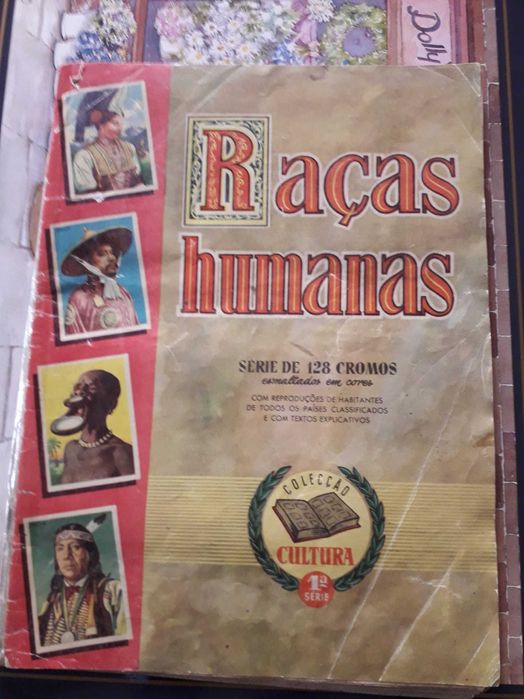 Dolly
Raças
humanas
SÉRIE DE 128 CROMOS
esmaltados em cores
COM REPRODUÇÕES DE HABITANTES
DE TODOS OS PAÍSES CLASSIFICADOS
E COM TEXTOS EXPLICATIVOS
COLECÇÃO
CULTURA
1ª
SÉRIE